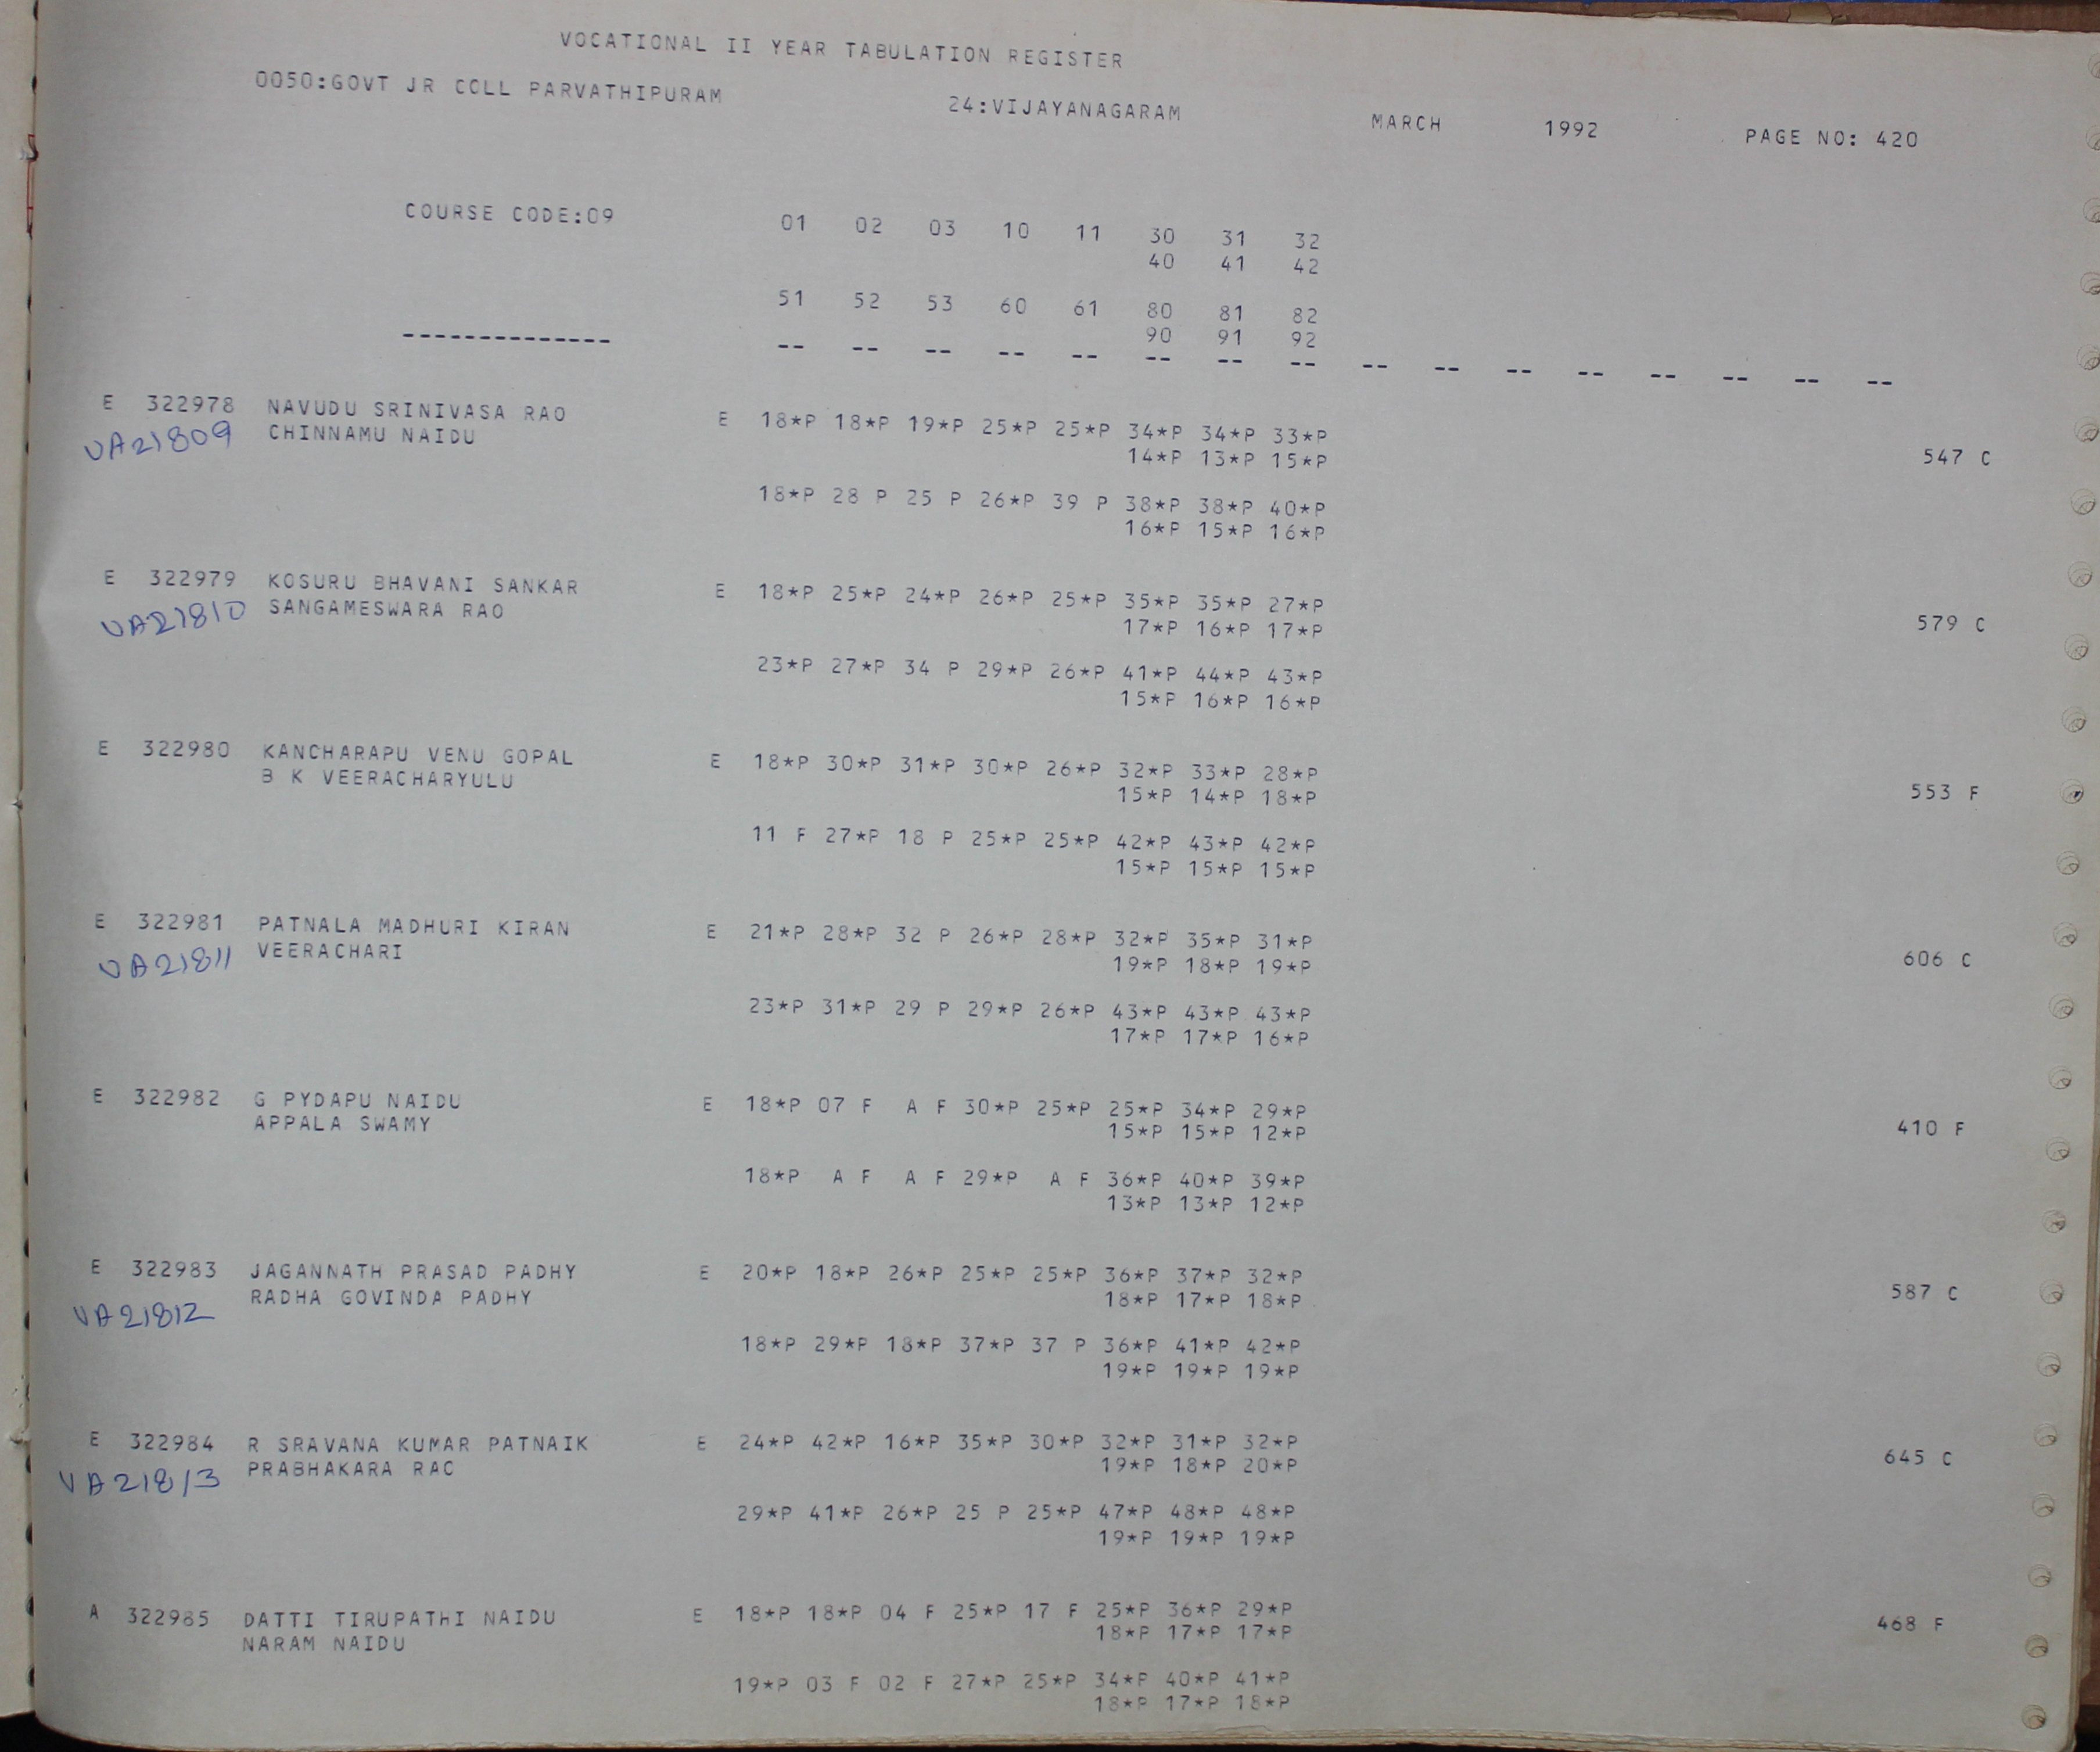 VOCATIONAL II YEAR TABULATION REGISTER
0050:GOVT JR COLL PARVATHIPURAM 24:VIJAYANAGARAM MARCH 1992 PAGE NO: 420
COURSE CODE:09 01 02 03 10 11 30 31 32
40 41 42
51 52 53 60 61 80 81 82
90 91 92
-------------- -- -- -- -- -- -- -- -- -- -- -- -- -- -- -- --
E 322978 NAVUDU SRINIVASA RAO E 18*P 18*P 19*P 25*P 25*P 34*P 34*P 33*P
VA21809 CHINNAMU NAIDU 14*P 13*P 15*P 547 C
18*P 28 P 25 P 26*P 39 P 38*P 38*P 40*P
16*P 15*P 16*P
E 322979 KOSURU BHAVANI SANKAR E 18*P 25*P 24*P 26*P 25*P 35*P 35*P 27*P
VA21810 SANGAMESWARA RAO 17*P 16*P 17*P 579 C
23*P 27*P 34 P 29*P 26*P 41*P 44*P 43*P
15*P 16*P 16*P
E 322980 KANCHARAPU VENU GOPAL E 18*P 30*P 31*P 30*P 26*P 32*P 33*P 28*P
B K VEERACHARYULU 15*P 14*P 18*P 553 F
11 F 27*P 18 P 25*P 25*P 42*P 43*P 42*P
15*P 15*P 15*P
E 322981 PATNALA MADHURI KIRAN E 21*P 28*P 32 P 26*P 28*P 32*P 35*P 31*P
VA21811 VEERACHARI 19*P 18*P 19*P 606 C
23*P 31*P 29 P 29*P 26*P 43*P 43*P 43*P
17*P 17*P 16*P
E 322982 G PYDAPU NAIDU E 18*P 07 F A F 30*P 25*P 25*P 34*P 29*P
APPALA SWAMY 15*P 15*P 12*P 410 F
18*P A F A F 29*P A F 36*P 40*P 39*P
13*P 13*P 12*P
E 322983 JAGANNATH PRASAD PADHY E 20*P 18*P 26*P 25*P 25*P 36*P 37*P 32*P
VA21812 RADHA GOVINDA PADHY 18*P 17*P 18*P 587 C
18*P 29*P 18*P 37*P 37 P 36*P 41*P 42*P
19*P 19*P 19*P
E 322984 R SRAVANA KUMAR PATNAIK E 24*P 42*P 16*P 35*P 30*P 32*P 31*P 32*P
VA21813 PRABHAKARA RAO 19*P 18*P 20*P 645 C
29*P 41*P 26*P 25 P 25*P 47*P 48*P 48*P
19*P 19*P 19*P
A 322985 DATTI TIRUPATHI NAIDU E 18*P 18*P 04 F 25*P 17 F 25*P 36*P 29*P
NARAM NAIDU 18*P 17*P 17*P 468 F
19*P 03 F 02 F 27*P 25*P 34*P 40*P 41*P
18*P 17*P 18*P